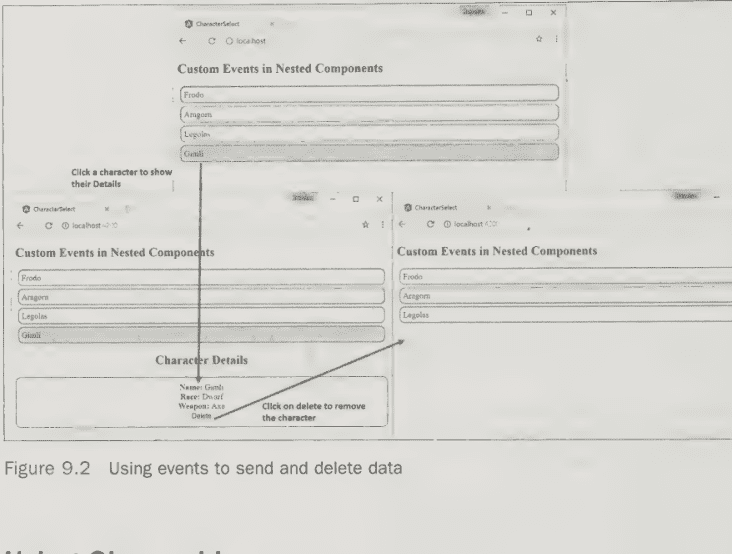 CharacterSelect
localhost
Custom Events in Nested Components
Frodo
Aragorn
Legolas
Gimli
Click a character to show
their Details
CharacterSelect
localhost
Custom Events in Nested Components
Frodo
Aragorn
Legolas
Gimli
Character Details
Name: Gimli
Race: Dwarf
Weapon: Axe
Delete
Click on delete to remove
the character
CharacterSelect
localhost
Custom Events in Nested Components
Frodo
Aragorn
Legolas
Figure 9.2 Using events to send and delete data